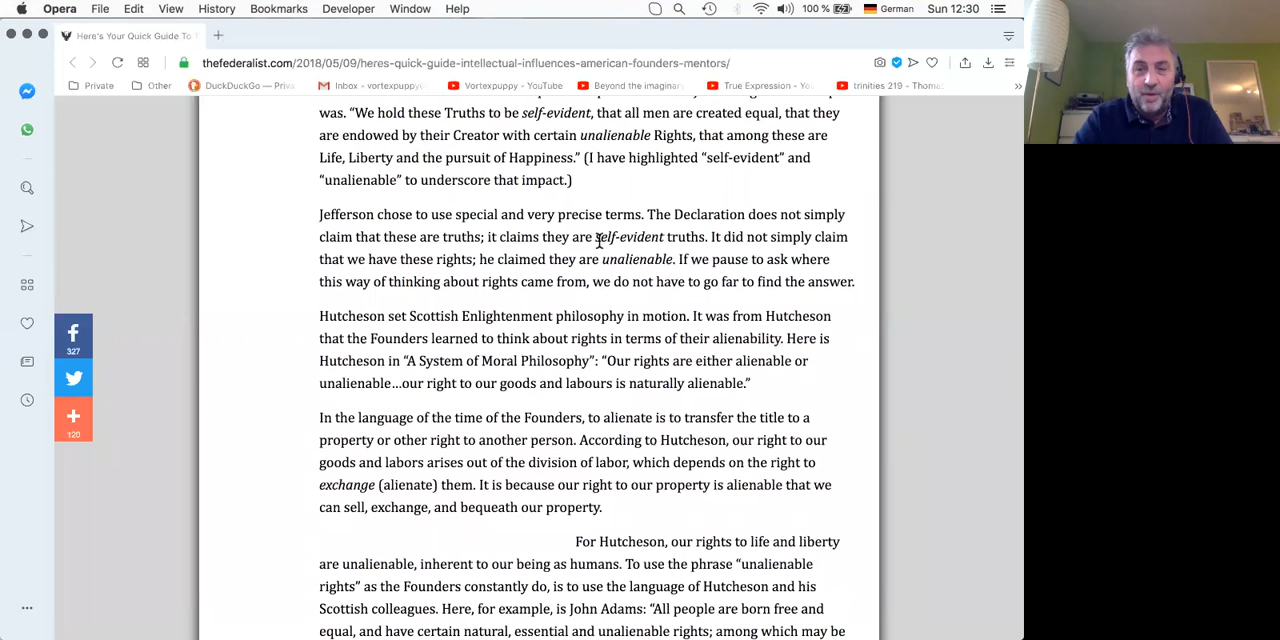 Opera File Edit View History Bookmarks Developer Window Help 100 % German Sun 12:30
Here's Your Quick Guide To
thefederalist.com/2018/05/09/heres-quick-guide-intellectual-influences-american-founders-mentors/
Private Other DuckDuckGo — Priva Inbox - vortexpuppy Vortexpuppy - YouTube Beyond the imaginary True Expression - Yo trinities 219 - Thomas »
was. “We hold these Truths to be self-evident, that all men are created equal, that they
are endowed by their Creator with certain unalienable Rights, that among these are
Life, Liberty and the pursuit of Happiness.” (I have highlighted “self-evident” and
“unalienable” to underscore that impact.)
Jefferson chose to use special and very precise terms. The Declaration does not simply
claim that these are truths; it claims they are self-evident truths. It did not simply claim
that we have these rights; he claimed they are unalienable. If we pause to ask where
this way of thinking about rights came from, we do not have to go far to find the answer.
327
120
Hutcheson set Scottish Enlightenment philosophy in motion. It was from Hutcheson
that the Founders learned to think about rights in terms of their alienability. Here is
Hutcheson in “A System of Moral Philosophy”: “Our rights are either alienable or
unalienable…our right to our goods and labours is naturally alienable.”
In the language of the time of the Founders, to alienate is to transfer the title to a
property or other right to another person. According to Hutcheson, our right to our
goods and labors arises out of the division of labor, which depends on the right to
exchange (alienate) them. It is because our right to our property is alienable that we
can sell, exchange, and bequeath our property.
For Hutcheson, our rights to life and liberty
are unalienable, inherent to our being as humans. To use the phrase “unalienable
rights” as the Founders constantly do, is to use the language of Hutcheson and his
Scottish colleagues. Here, for example, is John Adams: “All people are born free and
equal, and have certain natural, essential and unalienable rights; among which may be